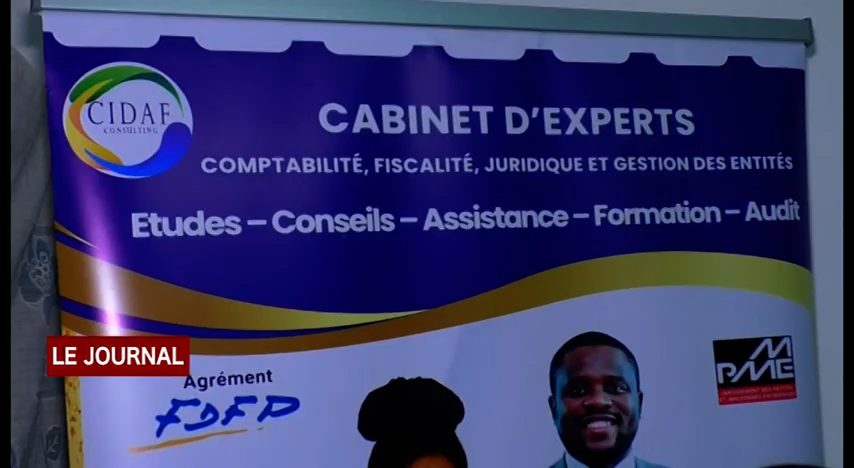 CIDAF
CONSULTING
CABINET D'EXPERTS
COMPTABILITÉ, FISCALITÉ, JURIDIQUE ET GESTION DES ENTITÉS
Etudes – Conseils – Assistance – Formation – Audit
LE JOURNAL
Agrément
FDFP
MPME